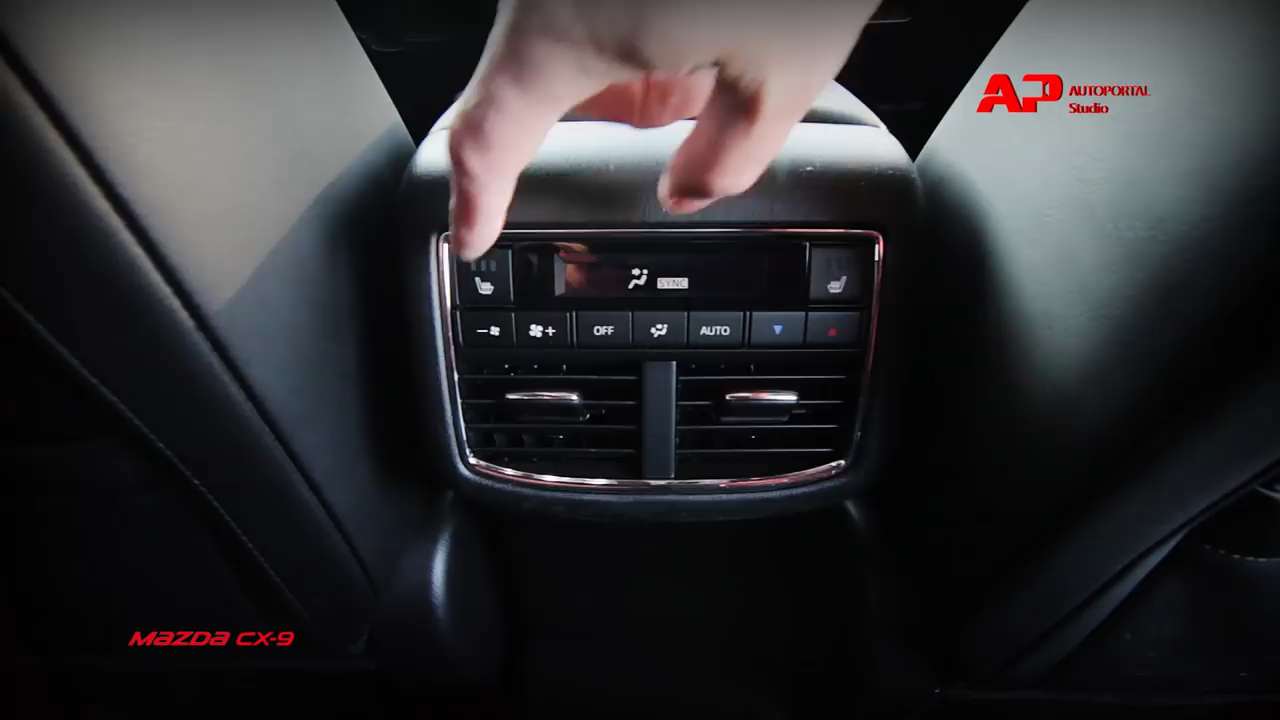 AP AUTOPORTAL
Studio
SYNC
OFF
AUTO
MAZDA CX-9